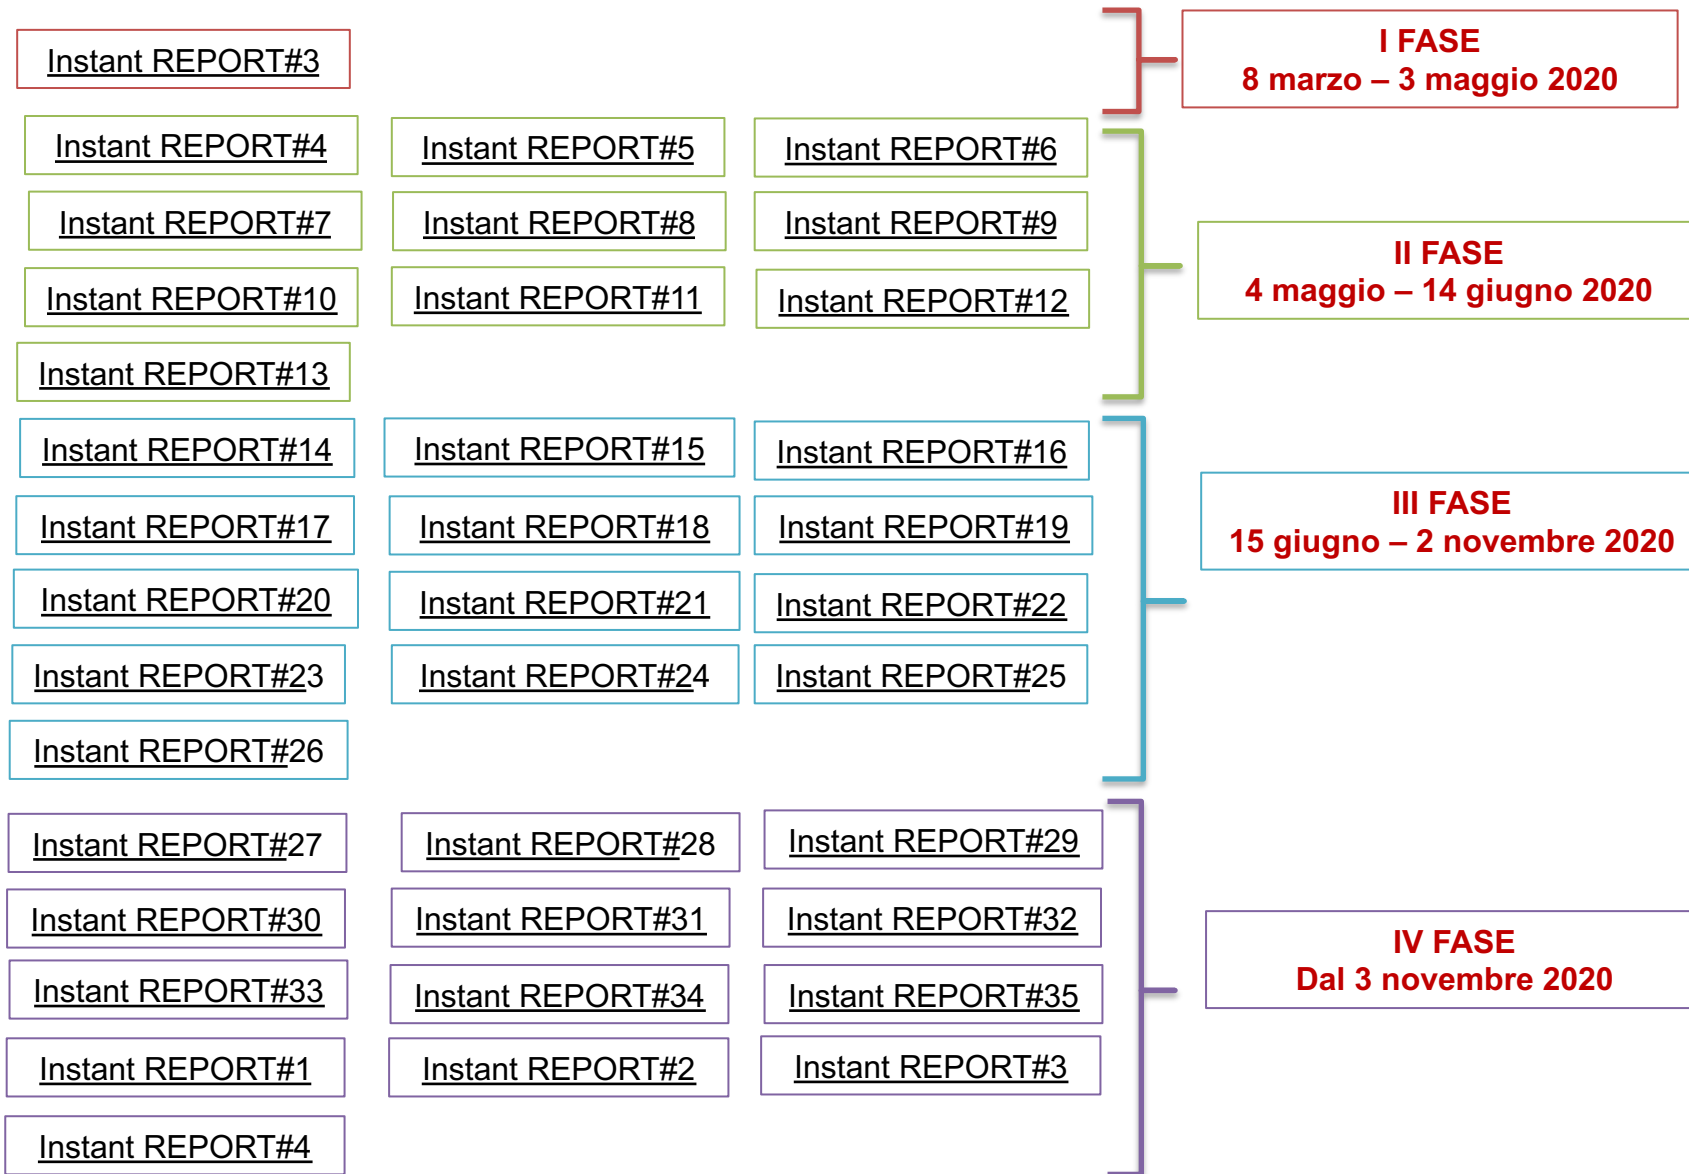 Instant REPORT#3
I FASE
8 marzo – 3 maggio 2020
Instant REPORT#4
Instant REPORT#5
Instant REPORT#6
Instant REPORT#7
Instant REPORT#8
Instant REPORT#9
Instant REPORT#10
Instant REPORT#11
Instant REPORT#12
Instant REPORT#13
II FASE
4 maggio – 14 giugno 2020
Instant REPORT#14
Instant REPORT#15
Instant REPORT#16
Instant REPORT#17
Instant REPORT#18
Instant REPORT#19
Instant REPORT#20
Instant REPORT#21
Instant REPORT#22
Instant REPORT#23
Instant REPORT#24
Instant REPORT#25
Instant REPORT#26
III FASE
15 giugno – 2 novembre 2020
Instant REPORT#27
Instant REPORT#28
Instant REPORT#29
Instant REPORT#30
Instant REPORT#31
Instant REPORT#32
Instant REPORT#33
Instant REPORT#34
Instant REPORT#35
Instant REPORT#1
Instant REPORT#2
Instant REPORT#3
Instant REPORT#4
IV FASE
Dal 3 novembre 2020